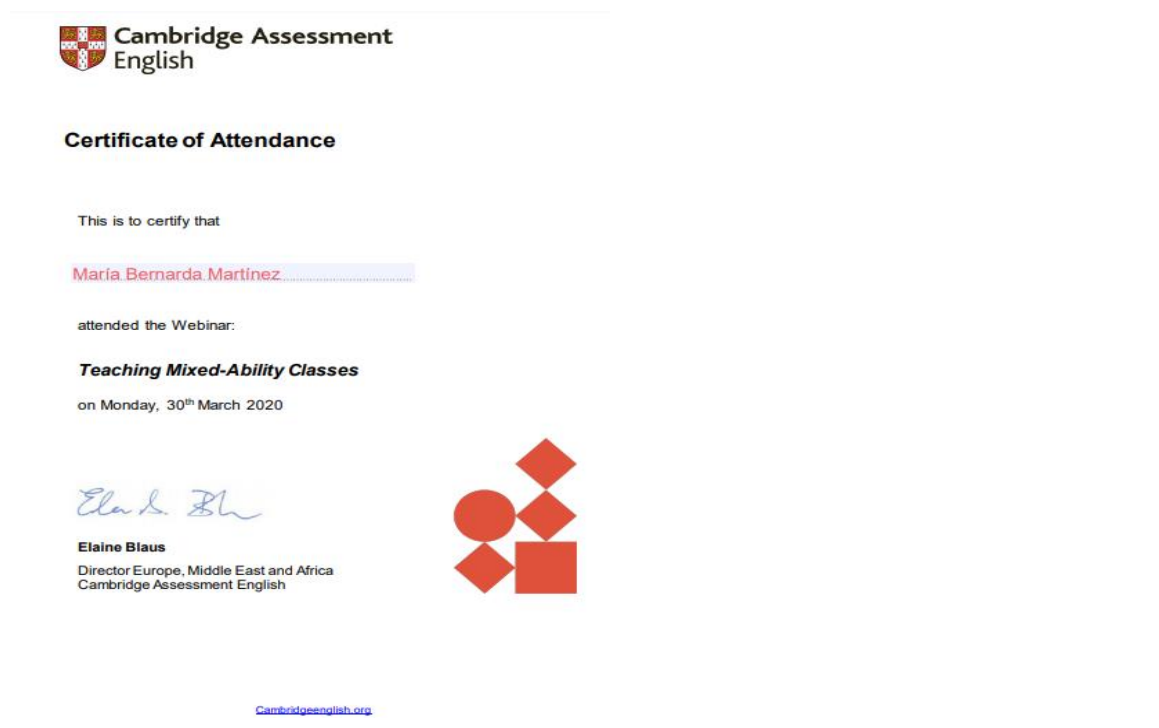 Cambridge Assessment
English
Certificate of Attendance
This is to certify that
María Bernarda Martínez
attended the Webinar:
Teaching Mixed-Ability Classes
on Monday, 30th March 2020
Elaine Blaus
Director Europe, Middle East and Africa
Cambridge Assessment English
Cambridgeenglish.org